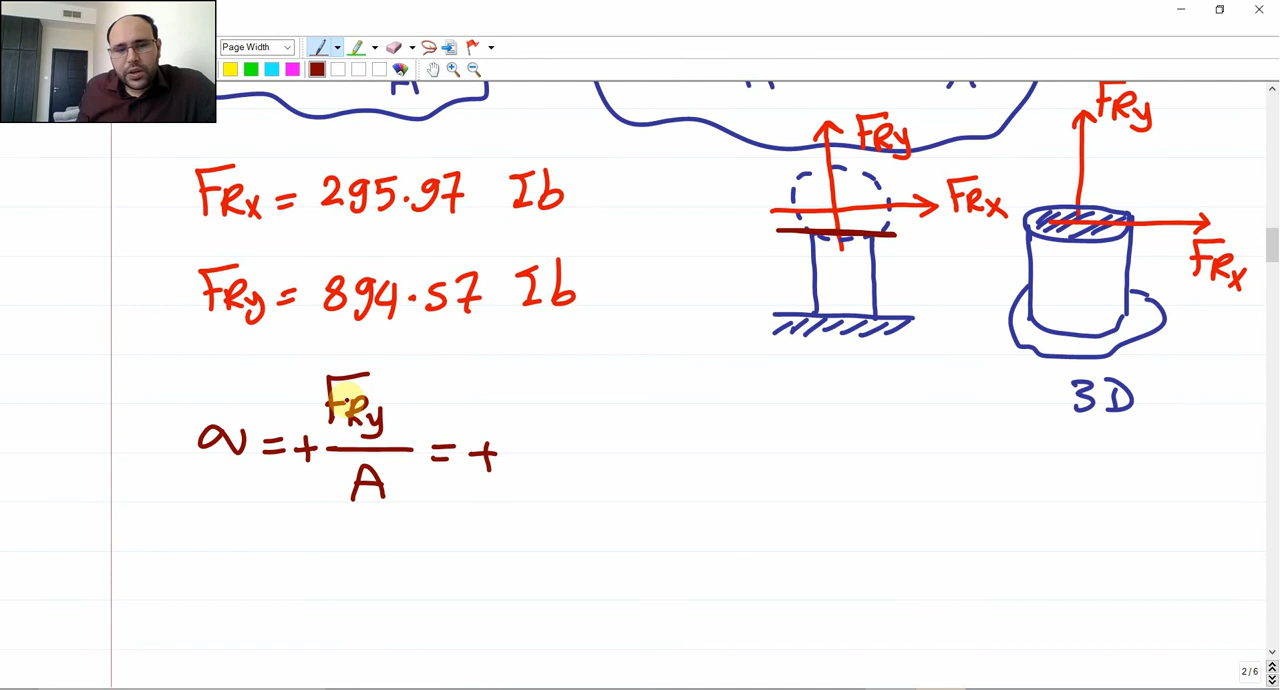 Page Width
A
A
A
FRy
FRy
FRx = 295.97 Ib
FRx
FRx
FRy = 894.57 Ib
3D
σ = + FRy / A = +
2/6